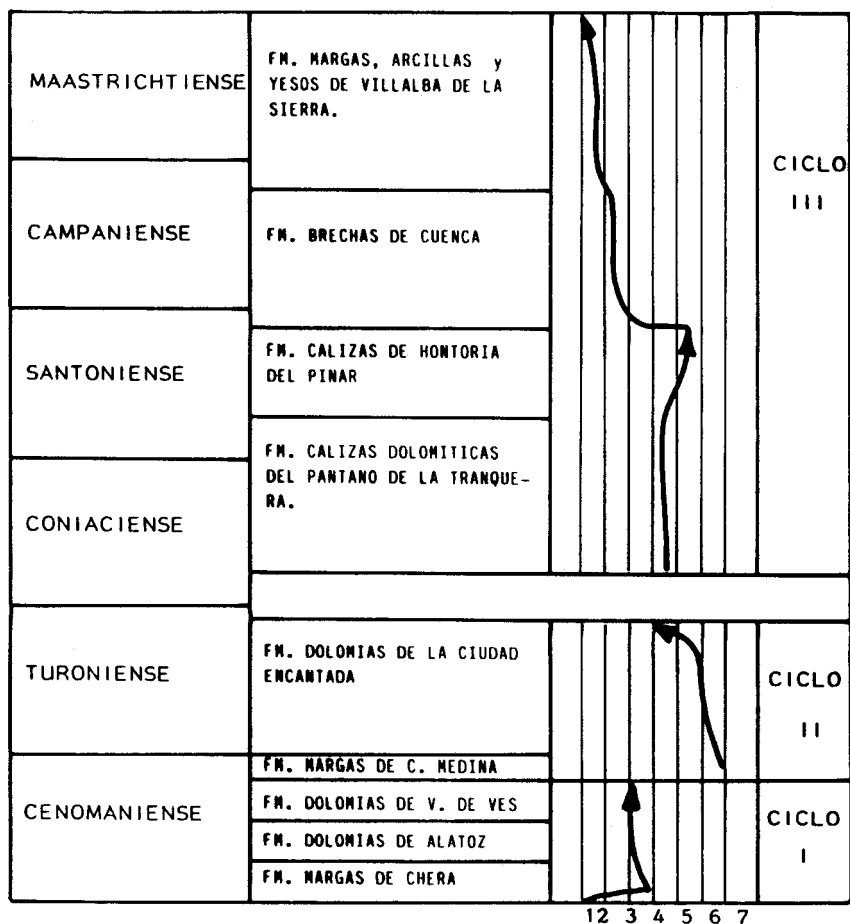 MAASTRICHTIENSE
FM. MARGAS, ARCILLAS y
YESOS DE VILLALBA DE LA
SIERRA.
CICLO
III
CAMPANIENSE
FM. BRECHAS DE CUENCA
SANTONIENSE
FM. CALIZAS DE HONTORIA
DEL PINAR
FM. CALIZAS DOLOMITICAS
DEL PANTANO DE LA TRANQUE-
RA.
CONIACIENSE
TURONIENSE
FM. DOLOMIAS DE LA CIUDAD
ENCANTADA
CICLO
II
FM. MARGAS DE C. MEDINA
CENOMANIENSE
FM. DOLOMIAS DE V. DE VES
FM. DOLOMIAS DE ALATOZ
FM. MARGAS DE CHERA
CICLO
I
12 3 4 5 6 7